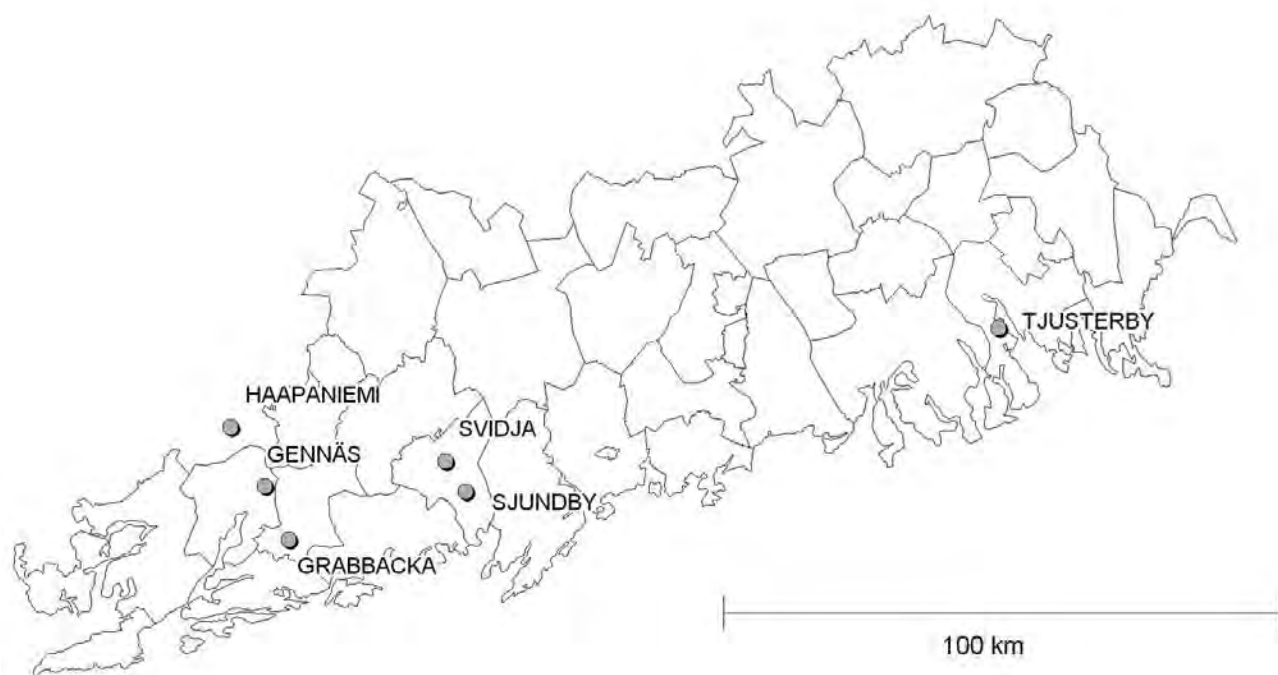 TJUSTERBY
HAAPANIEMI
SVIDJA
GENNÄS
SJUNDBY
GRABBACKA
100 km